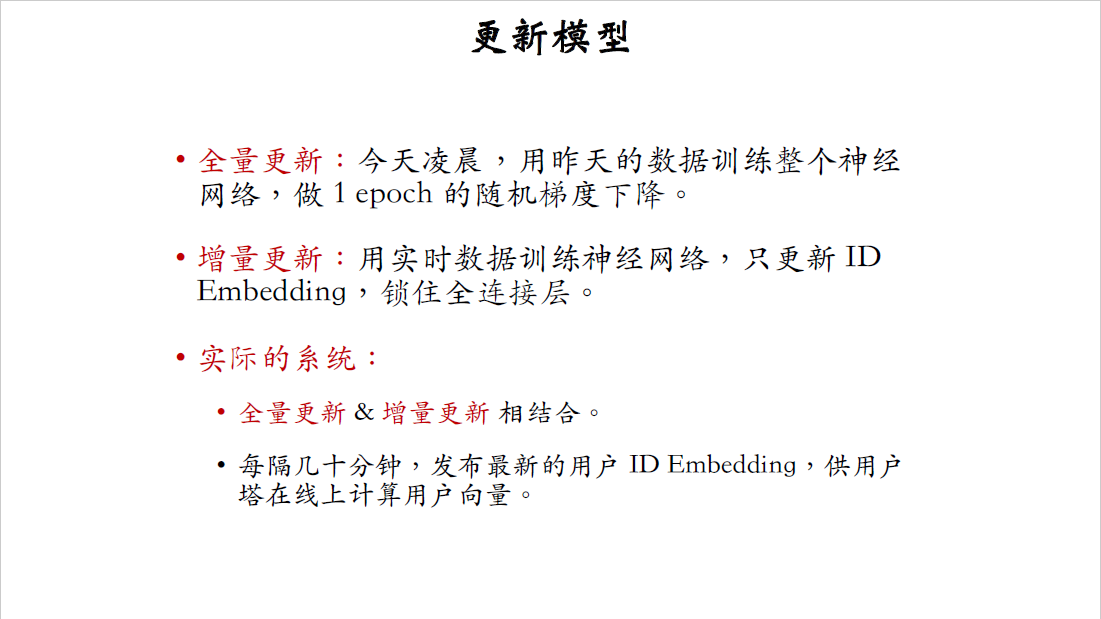 更新模型
• 全量更新：今天凌晨，用昨天的数据训练整个神经
网络，做 1 epoch 的随机梯度下降。
• 增量更新：用实时数据训练神经网络，只更新 ID
Embedding，锁住全连接层。
• 实际的系统：
• 全量更新 & 增量更新 相结合。
• 每隔几十分钟，发布最新的用户 ID Embedding，供用户
塔在线上计算用户向量。